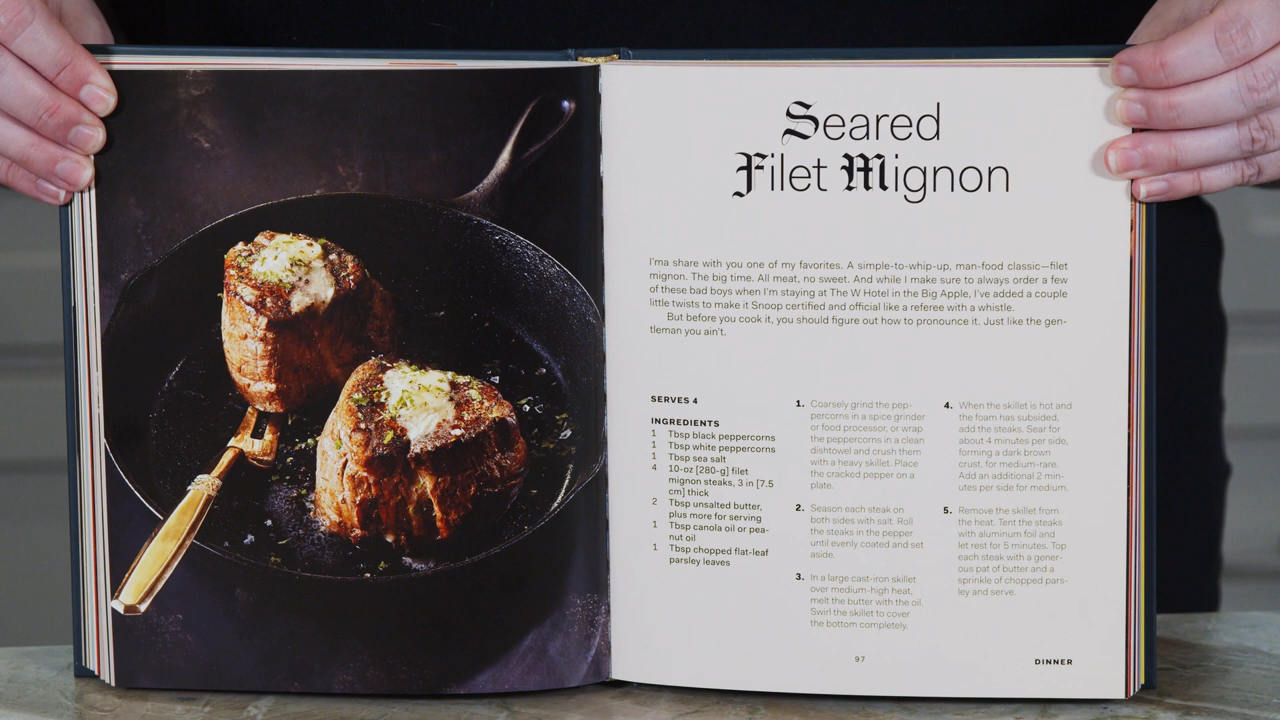 Seared
Filet Mignon
I'ma share with you one of my favorites. A simple-to-whip-up, man-food classic—filet
mignon. The big time. All meat, no sweet. And while I make sure to always order a few
of these bad boys when I'm staying at The W Hotel in the Big Apple, I've added a couple
little twists to make it Snoop certified and official like a referee with a whistle.
But before you cook it, you should figure out how to pronounce it. Just like the gen-
tleman you ain't.
SERVES 4
INGREDIENTS
1 Tbsp black peppercorns
1 Tbsp white peppercorns
1 Tbsp sea salt
4 10-oz [280-g] filet
mignon steaks, 3 in [7.5
cm] thick
2 Tbsp unsalted butter,
plus more for serving
1 Tbsp canola oil or pea-
nut oil
1 Tbsp chopped flat-leaf
parsley leaves
1. Coarsely grind the pep-
percorns in a spice grinder
or food processor, or wrap
the peppercorns in a clean
dishtowel and crush them
with a heavy skillet. Place
the cracked pepper on a
plate.
2. Season each steak on
both sides with salt. Roll
the steaks in the pepper
until evenly coated and set
aside.
3. In a large cast-iron skillet
over medium-high heat,
melt the butter with the oil.
Swirl the skillet to cover
the bottom completely.
4. When the skillet is hot and
the foam has subsided,
add the steaks. Sear for
about 4 minutes per side,
forming a dark brown
crust, for medium-rare.
Add an additional 2 min-
utes per side for medium.
5. Remove the skillet from
the heat. Tent the steaks
with aluminum foil and
let rest for 5 minutes. Top
each steak with a gener-
ous pat of butter and a
sprinkle of chopped pars-
ley and serve.
97
DINNER